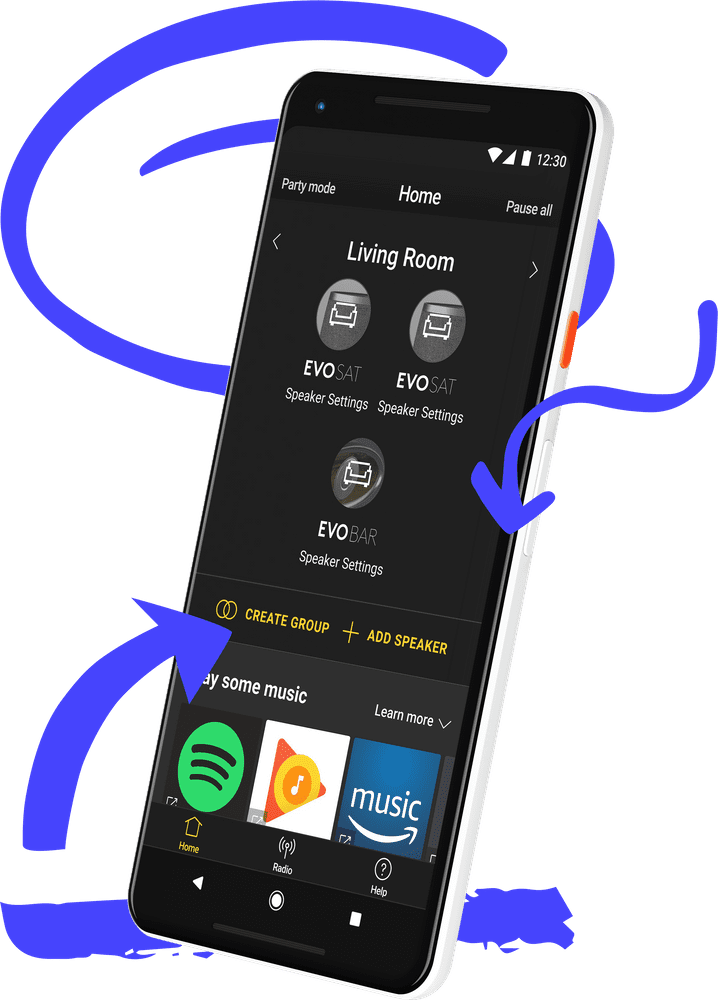 12:30
Party mode
Home
Pause all
Living Room
EVOSAT
EVOSAT
Speaker Settings
Speaker Settings
EVOBAR
Speaker Settings
CREATE GROUP
ADD SPEAKER
ay some music
Learn more
music
Home
Radio
Help